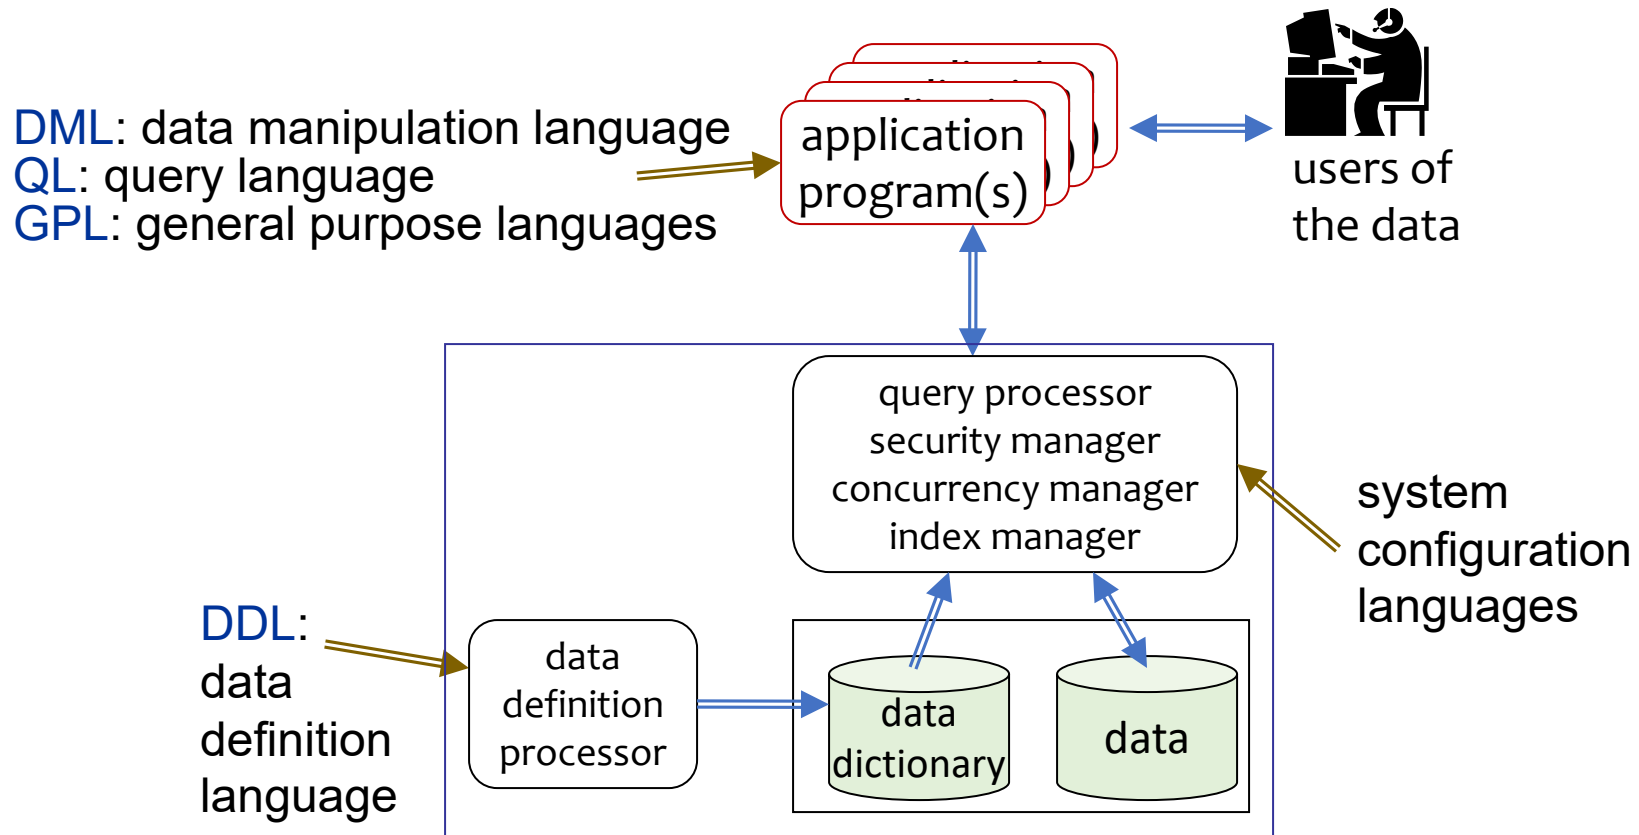 DML: data manipulation language
QL: query language
GPL: general purpose languages
application
program(s)
users of
the data
query processor
security manager
concurrency manager
index manager
system
configuration
languages
DDL:
data
definition
language
data
definition
processor
data
dictionary
data